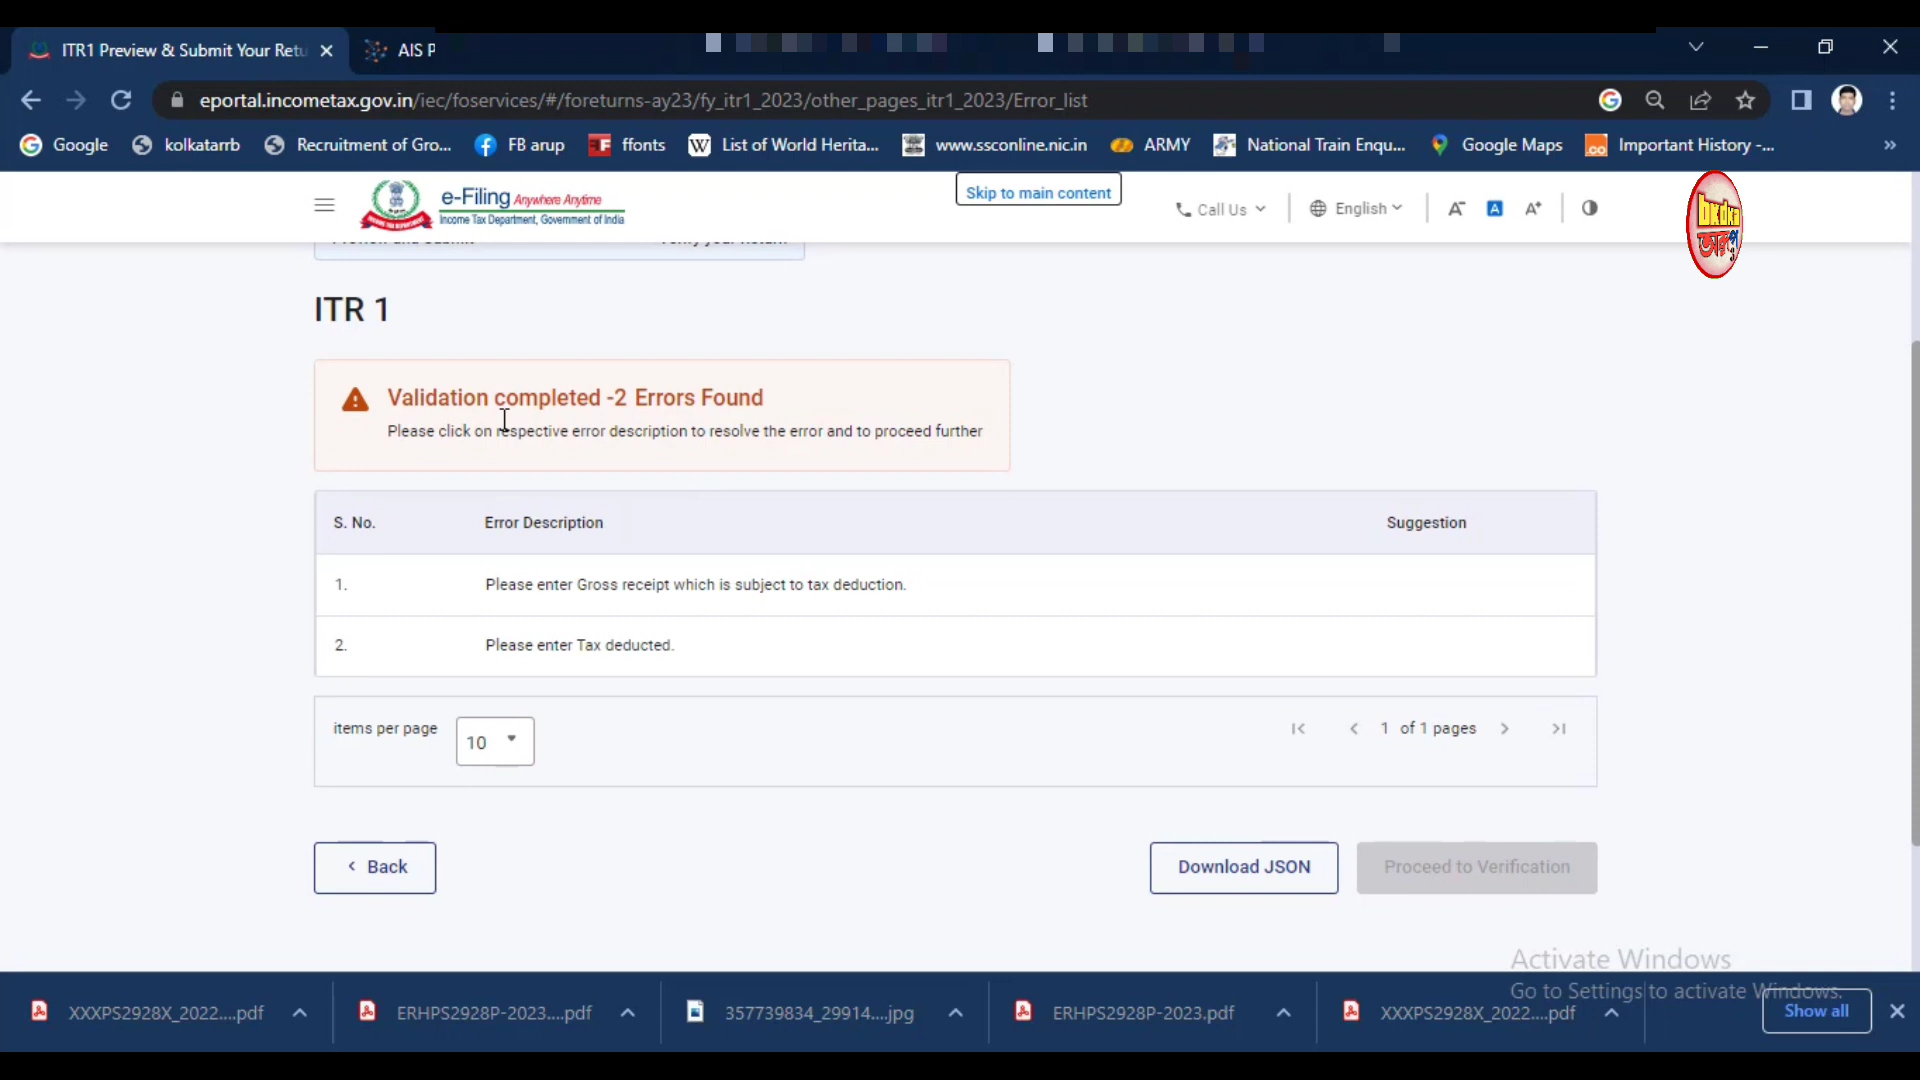 ITR1 Preview & Submit Your Retu
AIS P
eportal.incometax.gov.in/iec/foservices/#/foreturns-ay23/fy_itr1_2023/other_pages_itr1_2023/Error_list
Google
kolkatarrb
Recruitment of Gro...
FB arup
ffonts
List of World Herita...
www.ssconline.nic.in
ARMY
National Train Enqu...
Google Maps
Important History -...
e-Filing Anywhere Anytime
Income Tax Department, Government of India
Skip to main content
Call Us
English
A-
A
A+
bkdka
ITR 1
Validation completed -2 Errors Found
Please click on respective error description to resolve the error and to proceed further
S. No. Error Description Suggestion
1. Please enter Gross receipt which is subject to tax deduction.
2. Please enter Tax deducted.
items per page 10
1 of 1 pages
Back
Download JSON
Proceed to Verification
Activate Windows
Go to Settings to activate Windows.
XXXPS2928X_2022....pdf
ERHPS2928P-2023....pdf
357739834_29914....jpg
ERHPS2928P-2023.pdf
XXXPS2928X_2022....pdf
Show all